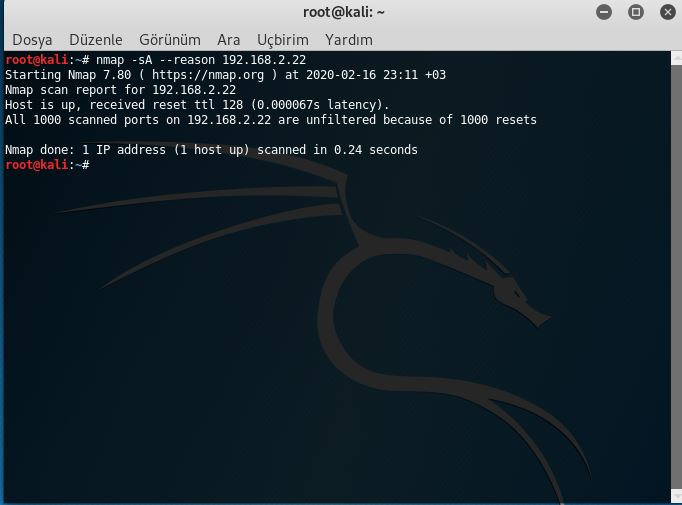 root@kali: ~
Dosya Düzenle Görünüm Ara Uçbirim Yardım
root@kali:~# nmap -sA --reason 192.168.2.22
Starting Nmap 7.80 ( https://nmap.org ) at 2020-02-16 23:11 +03
Nmap scan report for 192.168.2.22
Host is up, received reset ttl 128 (0.000067s latency).
All 1000 scanned ports on 192.168.2.22 are unfiltered because of 1000 resets
Nmap done: 1 IP address (1 host up) scanned in 0.24 seconds
root@kali:~#